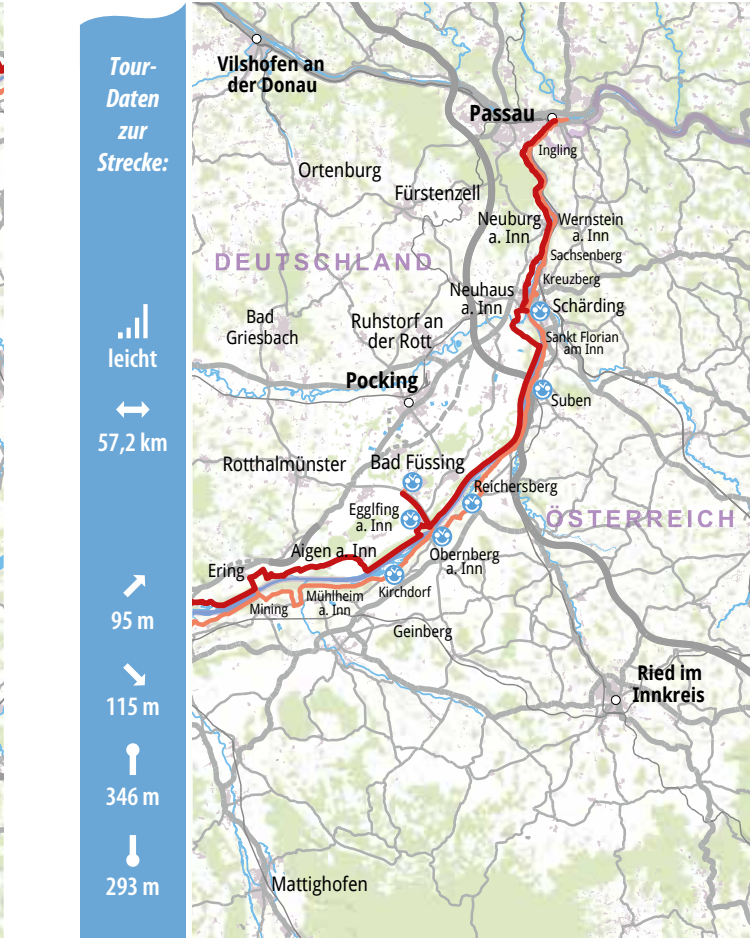 Tour-
Daten
zur
Strecke:
leicht
57,2 km
95 m
115 m
346 m
293 m
Vilshofen an
der Donau
Passau
Ingling
Ortenburg
Fürstenzell
Neuburg
a. Inn
Wernstein
a. Inn
DEUTSCHLAND
Sachsenberg
Kreuzberg
Neuhaus
a. Inn
Schärding
Bad
Griesbach
Ruhstorf an
der Rott
Sankt Florian
am Inn
Pocking
Suben
Rotthalmünster
Bad Füssing
Reichersberg
Egglfing
a. Inn
ÖSTERREICH
Aigen a. Inn
Obernberg
a. Inn
Ering
Kirchdorf
Mining
Mühlheim
a. Inn
Geinberg
Ried im
Innkreis
Mattighofen